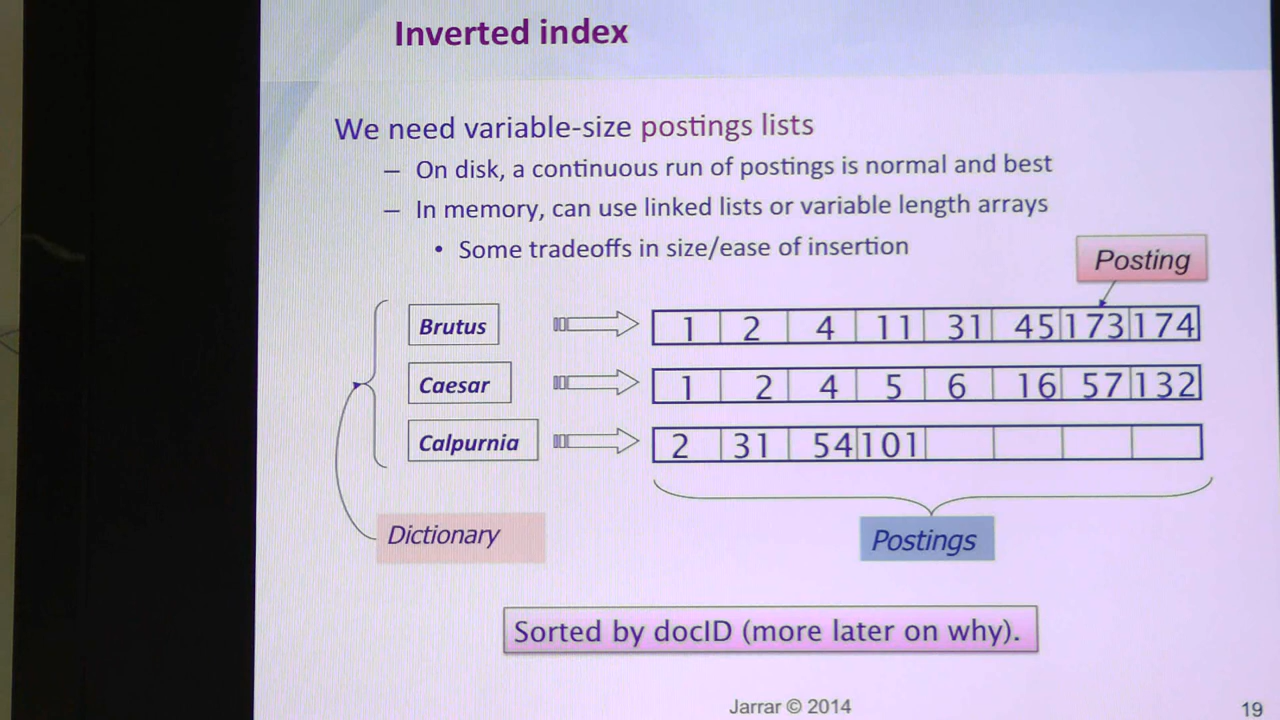 Inverted index
We need variable-size postings lists
– On disk, a continuous run of postings is normal and best
– In memory, can use linked lists or variable length arrays
• Some tradeoffs in size/ease of insertion
Posting
Brutus 1 2 4 11 31 45 173 174
Caesar 1 2 4 5 6 16 57 132
Calpurnia 2 31 54 101
Dictionary
Postings
Sorted by docID (more later on why).
Jarrar © 2014
19